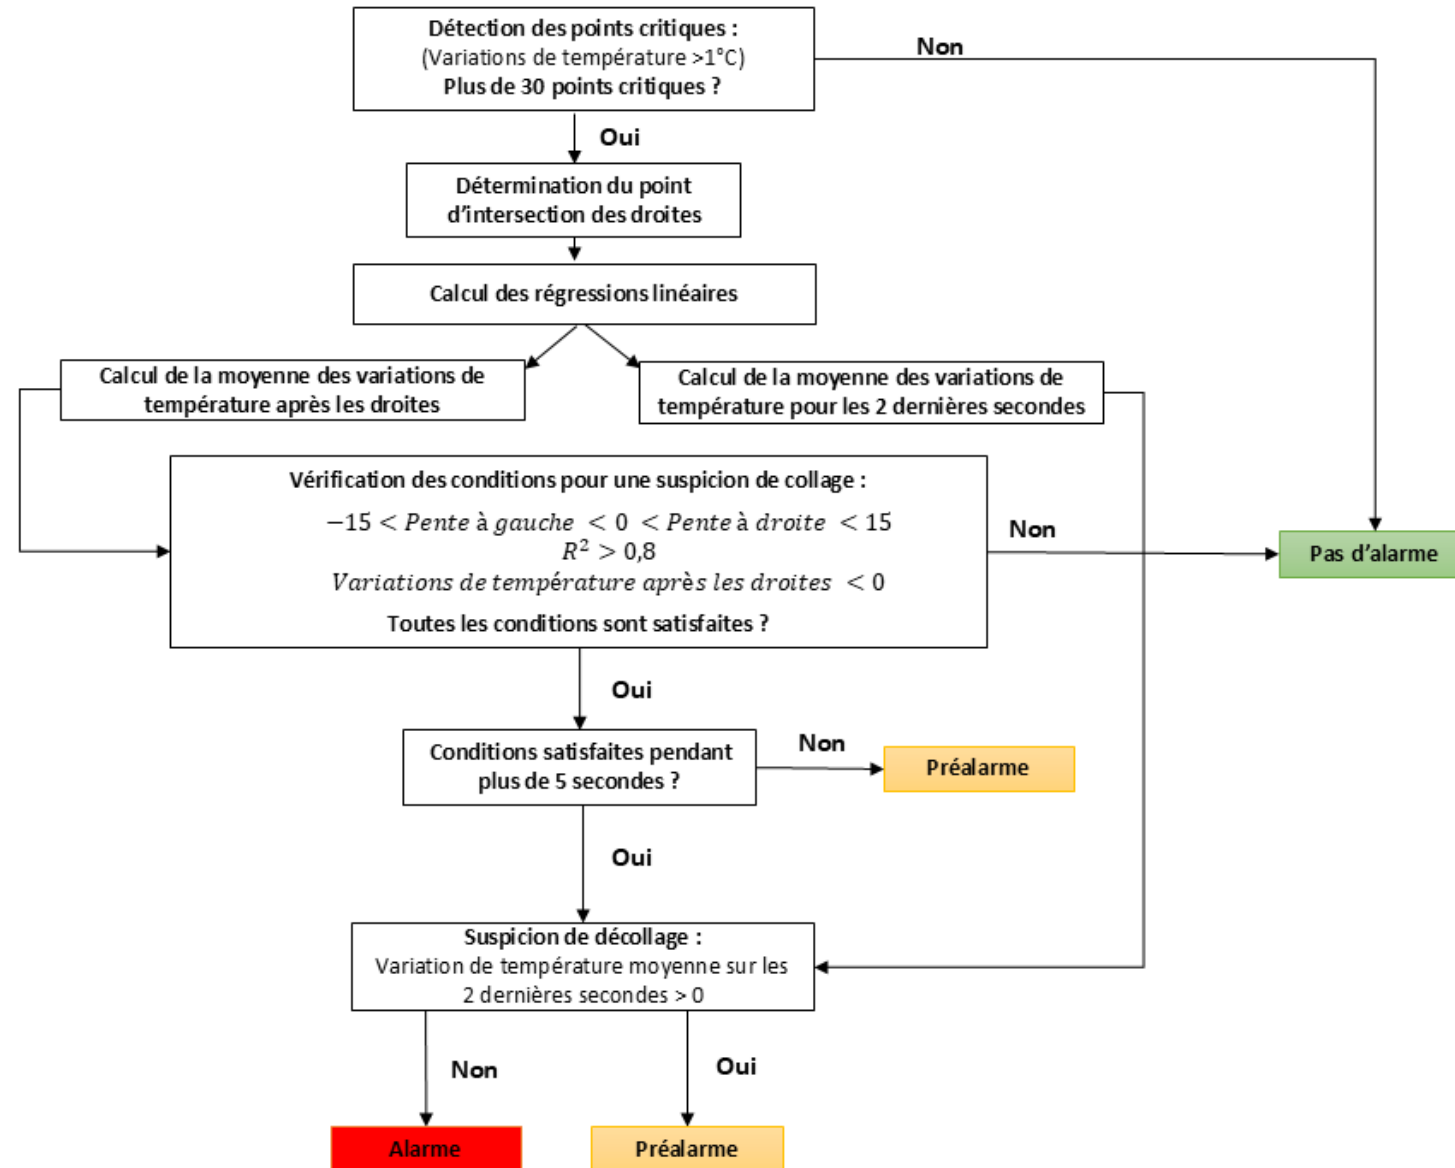 Détection des points critiques :
(Variations de température >1°C)
Plus de 30 points critiques ?
Non
Oui
Détermination du point
d'intersection des droites
Calcul des régressions linéaires
Calcul de la moyenne des variations de
température après les droites
Calcul de la moyenne des variations de
température pour les 2 dernières secondes
Vérification des conditions pour une suspicion de collage :
−15 < Pente à gauche < 0 < Pente à droite < 15
R² > 0,8
Variations de température après les droites < 0
Toutes les conditions sont satisfaites ?
Non
Pas d'alarme
Oui
Conditions satisfaites pendant
plus de 5 secondes ?
Non
Préalarme
Oui
Suspicion de décollage :
Variation de température moyenne sur les
2 dernières secondes > 0
Non
Oui
Alarme
Préalarme